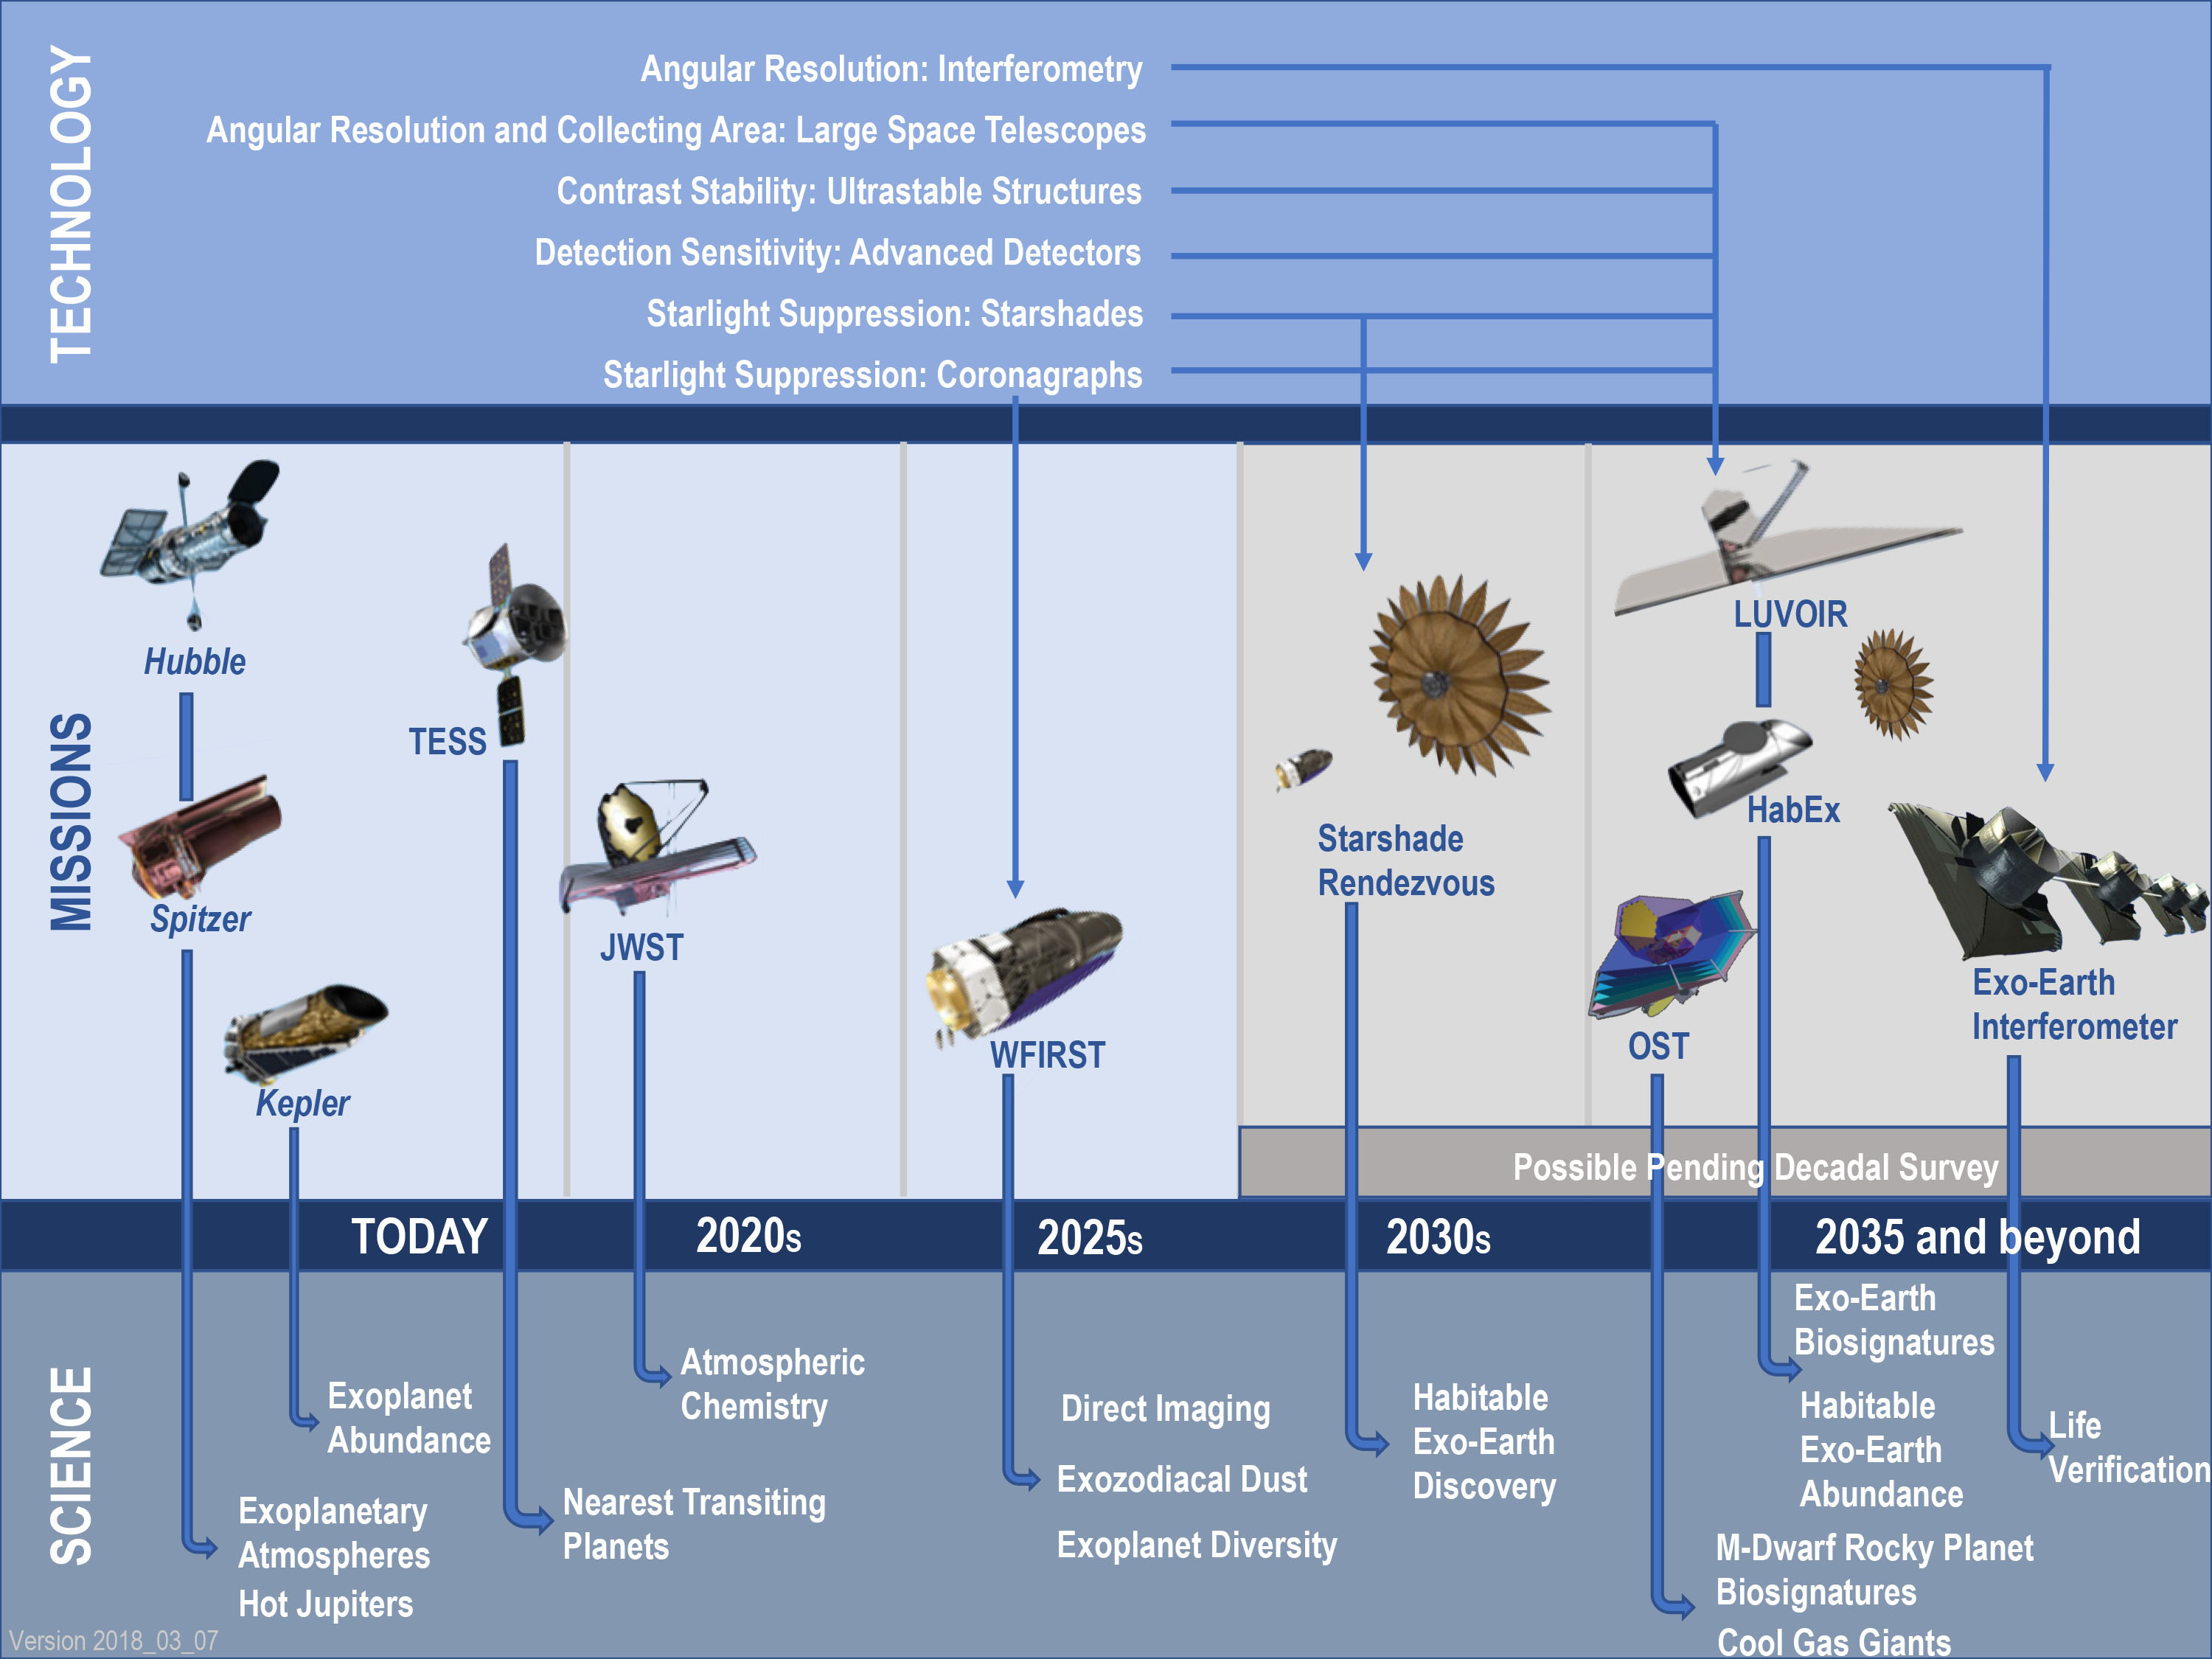 TECHNOLOGY
Angular Resolution: Interferometry
Angular Resolution and Collecting Area: Large Space Telescopes
Contrast Stability: Ultrastable Structures
Detection Sensitivity: Advanced Detectors
Starlight Suppression: Starshades
Starlight Suppression: Coronagraphs
MISSIONS
Hubble
Spitzer
Kepler
TESS
JWST
WFIRST
Starshade
Rendezvous
LUVOIR
HabEx
OST
Exo-Earth
Interferometer
Possible Pending Decadal Survey
TODAY
2020s
2025s
2030s
2035 and beyond
SCIENCE
Exoplanet
Abundance
Exoplanetary
Atmospheres
Hot Jupiters
Nearest Transiting
Planets
Atmospheric
Chemistry
Direct Imaging
Exozodiacal Dust
Exoplanet Diversity
Habitable
Exo-Earth
Discovery
Exo-Earth
Biosignatures
Habitable
Exo-Earth
Abundance
M-Dwarf Rocky Planet
Biosignatures
Cool Gas Giants
Life
Verification
Version 2018_03_07